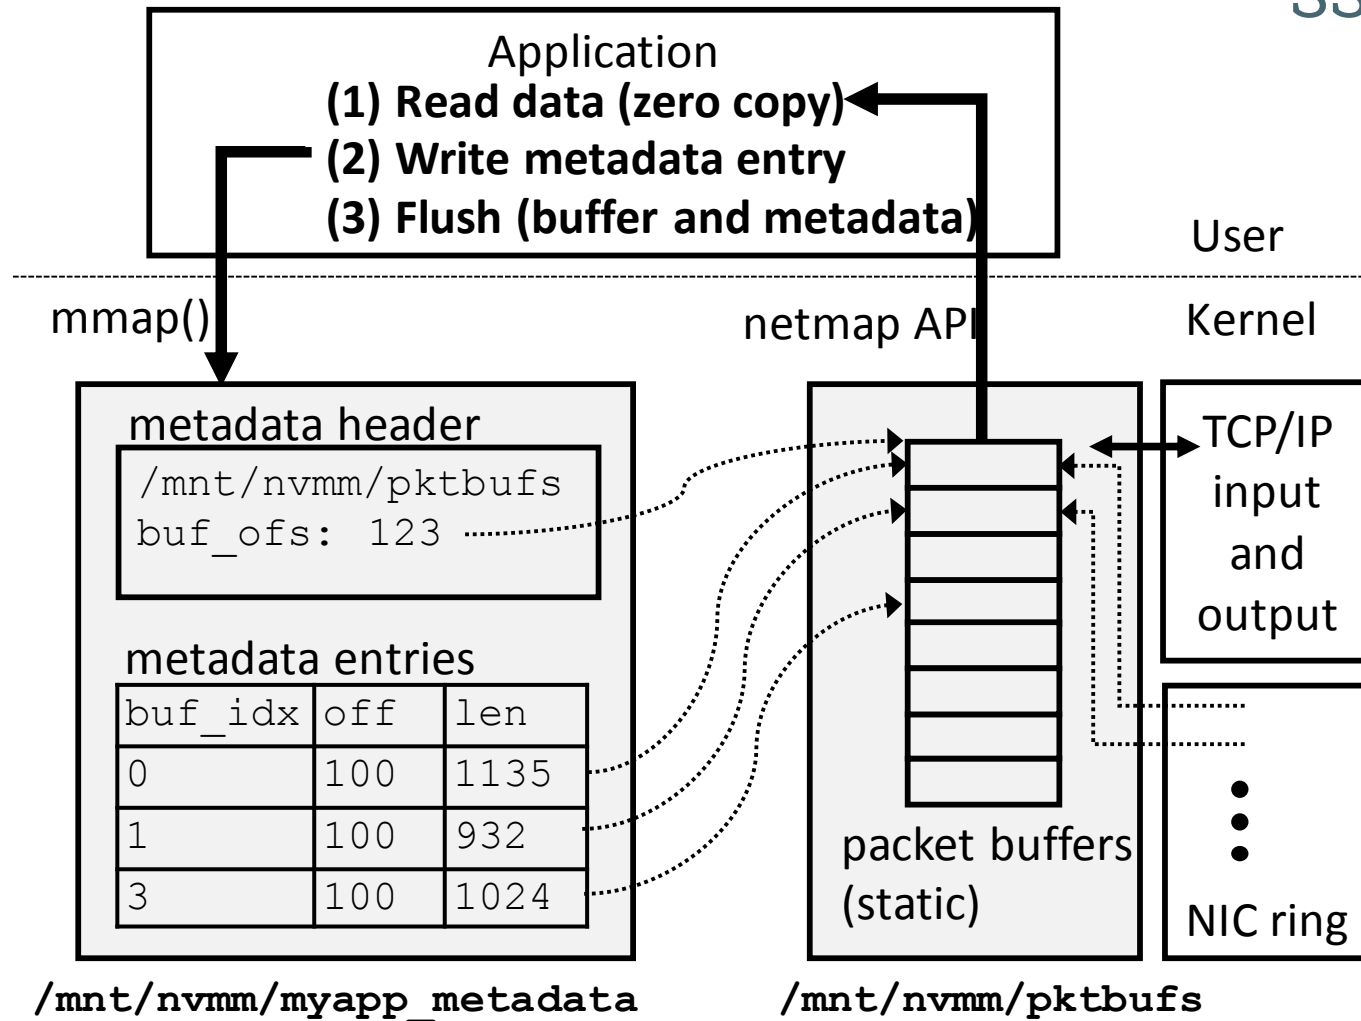 SS
Application
(1) Read data (zero copy)
(2) Write metadata entry
(3) Flush (buffer and metadata)
User
mmap()
netmap API
Kernel
metadata header
/mnt/nvmm/pktbufs
buf_ofs: 123
metadata entries
buf_idx off len
0 100 1135
1 100 932
3 100 1024
packet buffers
(static)
TCP/IP
input
and
output
NIC ring
/mnt/nvmm/myapp_metadata
/mnt/nvmm/pktbufs